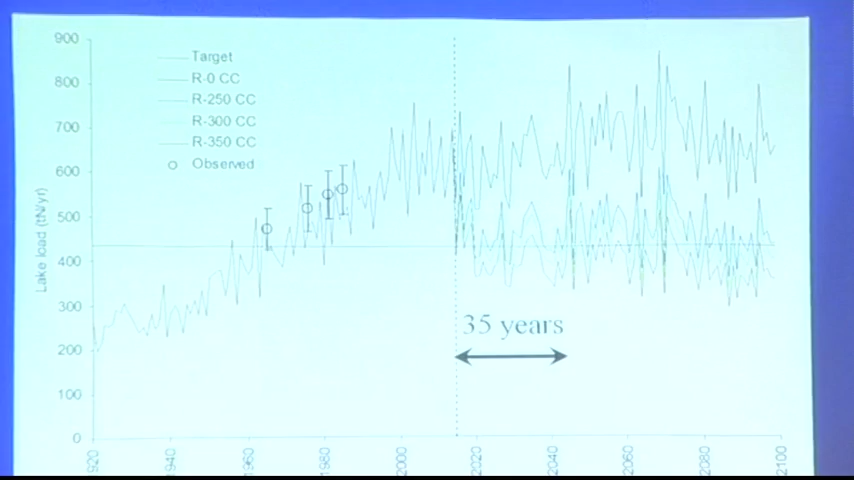 900
800
700
600
500
400
300
200
100
0
Lake load (tN/yr)
Target
R-0 CC
R-250 CC
R-300 CC
R-350 CC
Observed
35 years
920
1940
1960
1980
2000
2020
2040
2060
2080
2100